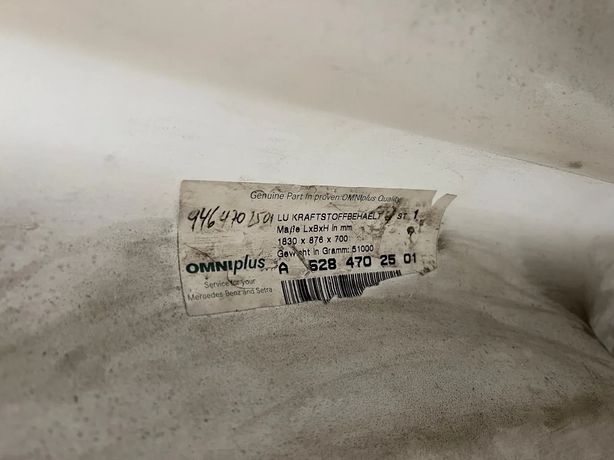 Genuine Part in proven OMNIplus Quality
946 470 2501
LU KRAFTSTOFFBEHAELT ST 1
Maße LxBxH in mm
1830 x 876 x 700
Gewicht in Gramm: 51000
OMNIplus A 628 470 25 01
Service for your
Mercedes-Benz and Setra